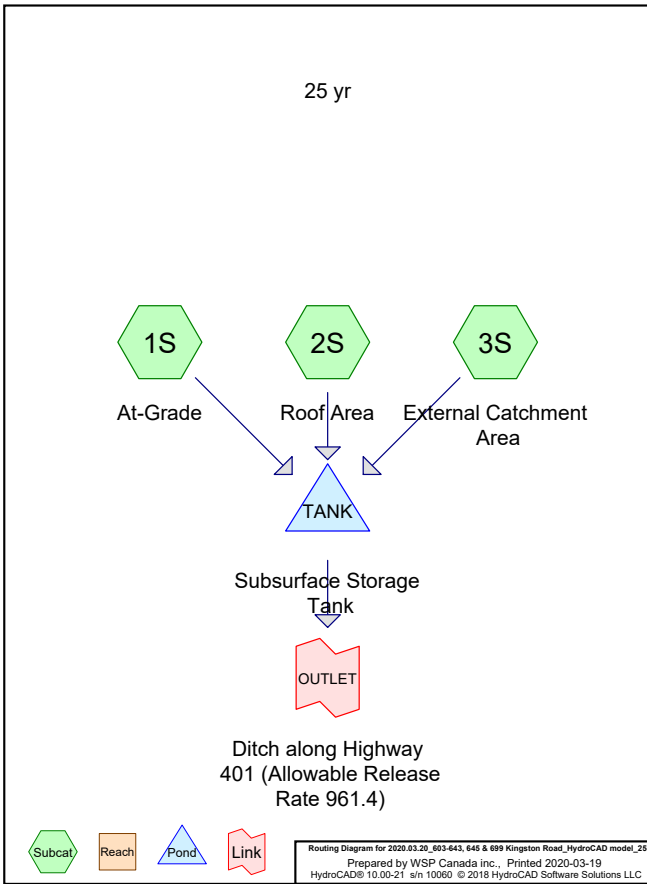 25 yr
1S
2S
3S
At-Grade
Roof Area
External Catchment
Area
TANK
Subsurface Storage
Tank
OUTLET
Ditch along Highway
401 (Allowable Release
Rate 961.4)
Subcat
Reach
Pond
Link
Routing Diagram for 2020.03.20_603-643, 645 & 699 Kingston Road_HydroCAD model_25
Prepared by WSP Canada inc., Printed 2020-03-19
HydroCAD® 10.00-21 s/n 10060 © 2018 HydroCAD Software Solutions LLC